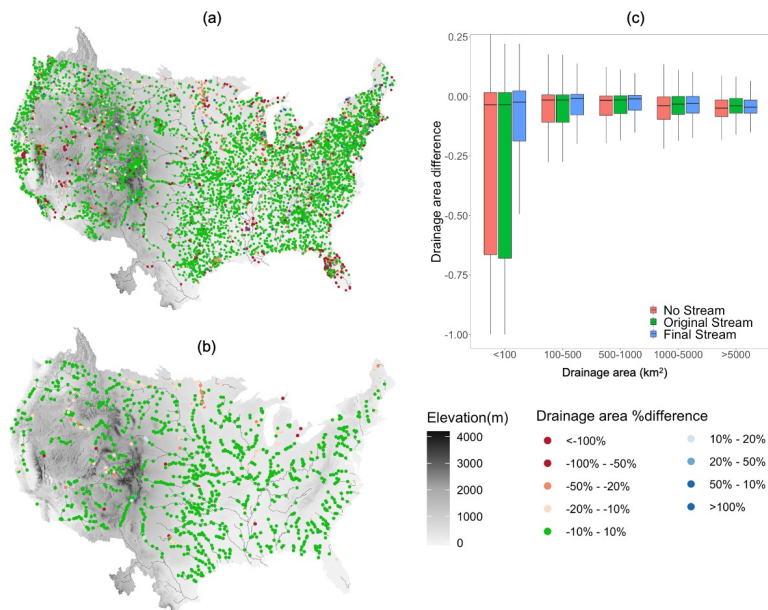 (a)
(b)
(c)
0.25
0.00
-0.25
-0.50
-0.75
-1.00
Drainage area difference
No Stream
Original Stream
Final Stream
<100
100-500
500-1000
1000-5000
>5000
Drainage area (km²)
Elevation(m)
4000
3000
2000
1000
0
Drainage area %difference
<-100%
-100% - -50%
-50% - -20%
-20% - -10%
-10% - 10%
10% - 20%
20% - 50%
50% - 10%
>100%